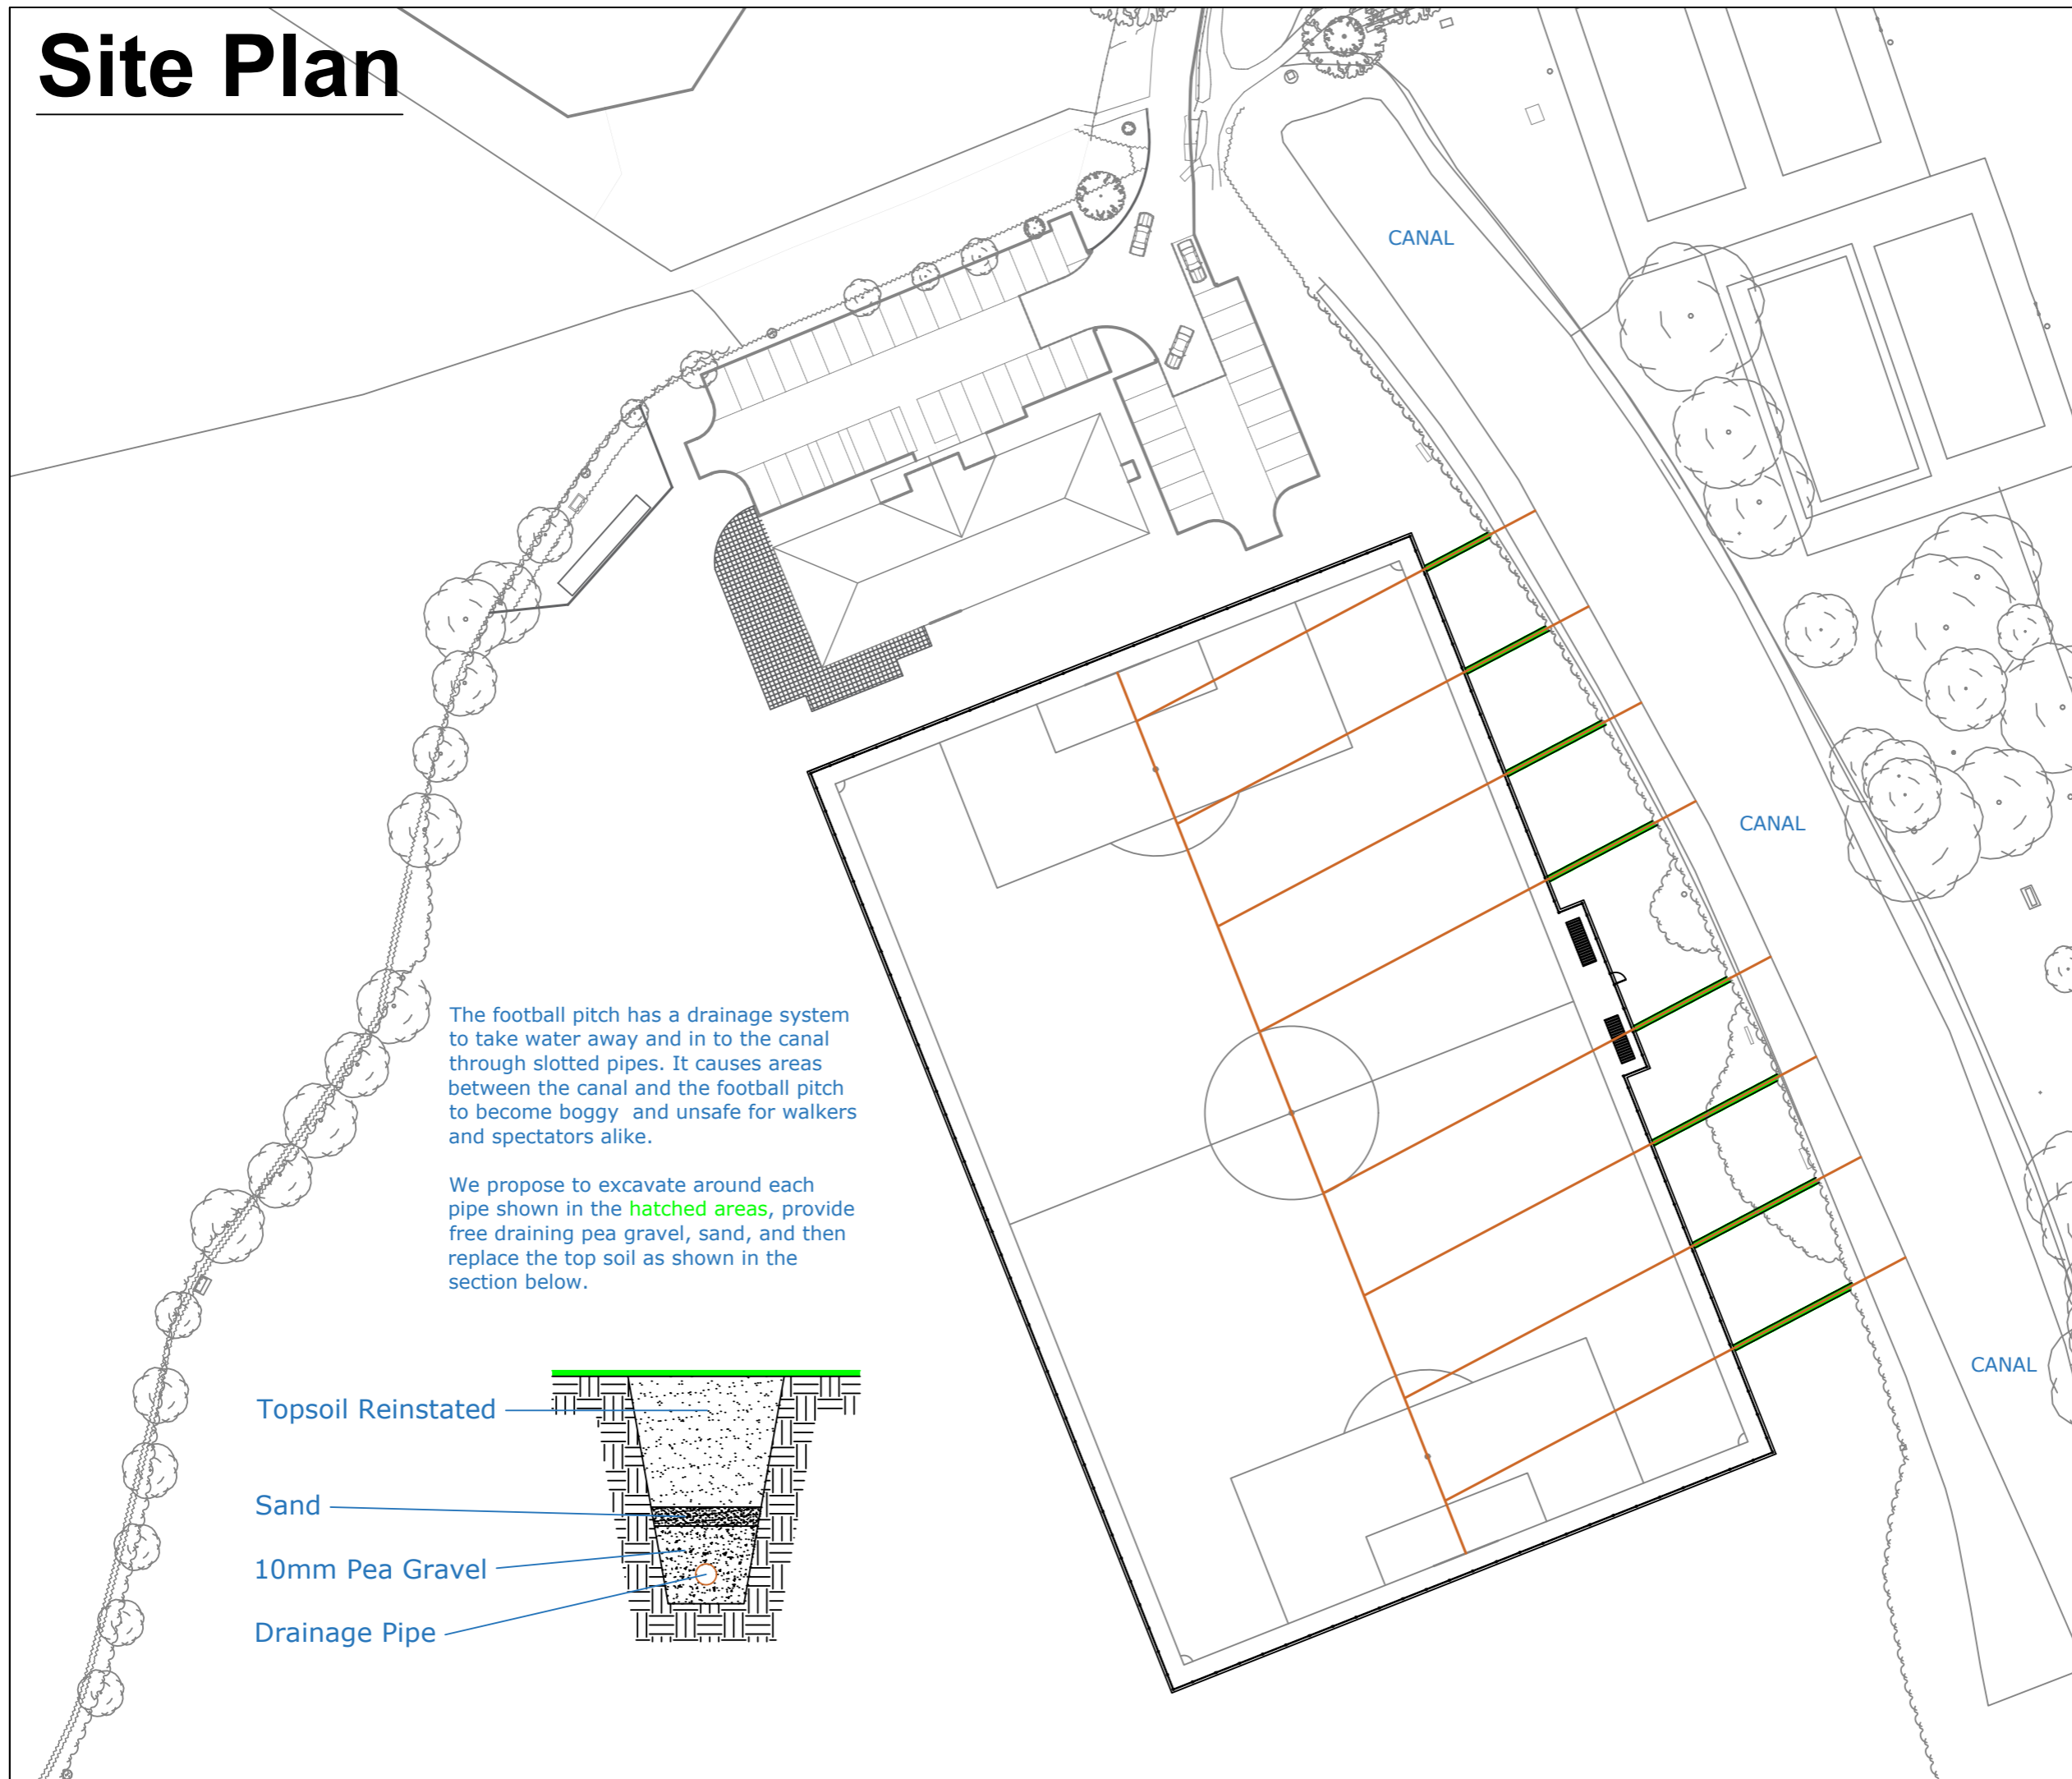 Site Plan
CANAL
CANAL
The football pitch has a drainage system
to take water away and in to the canal
through slotted pipes. It causes areas
between the canal and the football pitch
to become boggy  and unsafe for walkers
and spectators alike.
We propose to excavate around each
pipe shown in the hatched areas, provide
free draining pea gravel, sand, and then
replace the top soil as shown in the
section below.
CANAL
Topsoil Reinstated
Sand
10mm Pea Gravel
Drainage Pipe